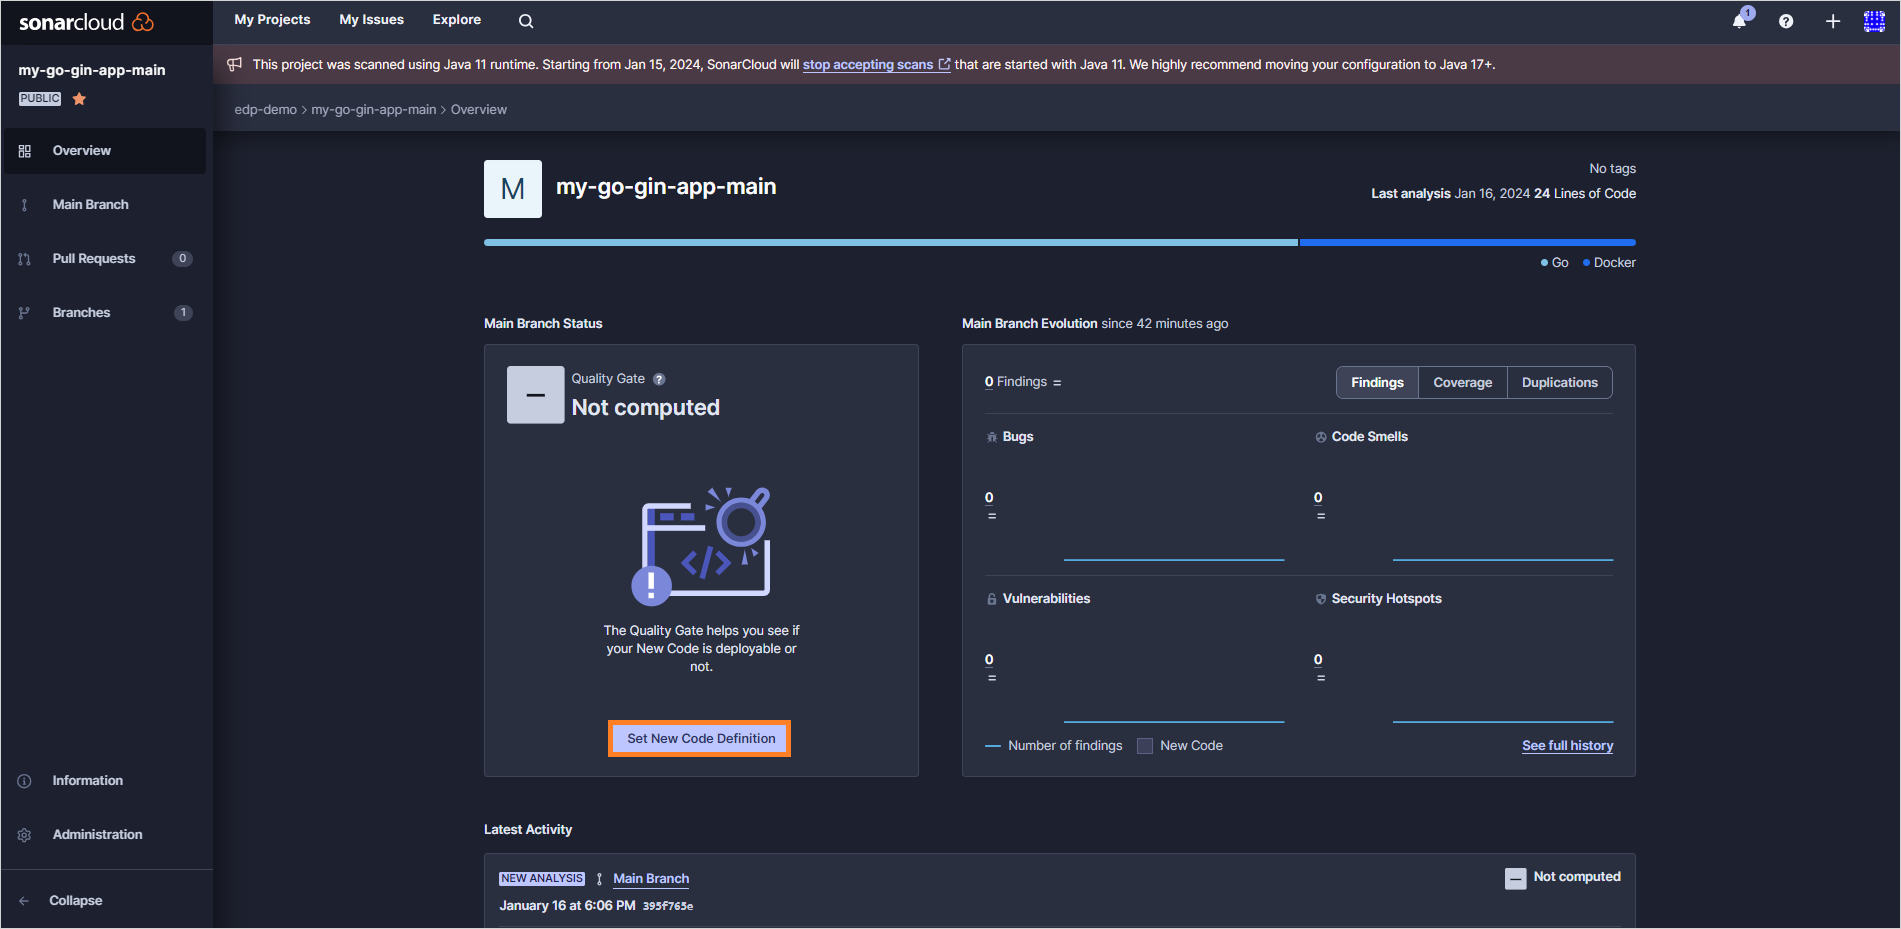 sonarcloud
My Projects My Issues Explore
1
my-go-gin-app-main
PUBLIC
This project was scanned using Java 11 runtime. Starting from Jan 15, 2024, SonarCloud will stop accepting scans that are started with Java 11. We highly recommend moving your configuration to Java 17+.
edp-demo > my-go-gin-app-main > Overview
Overview
Main Branch
Pull Requests 0
Branches 1
Information
Administration
Collapse
M my-go-gin-app-main
No tags
Last analysis Jan 16, 2024 24 Lines of Code
Go Docker
Main Branch Status
Quality Gate ?
Not computed
</>
!
The Quality Gate helps you see if
your New Code is deployable or
not.
Set New Code Definition
Main Branch Evolution since 42 minutes ago
0 Findings =
Findings Coverage Duplications
Bugs
0
=
Code Smells
0
=
Vulnerabilities
0
=
Security Hotspots
0
=
Number of findings New Code
See full history
Latest Activity
NEW ANALYSIS Main Branch
January 16 at 6:06 PM 395f765e
Not computed